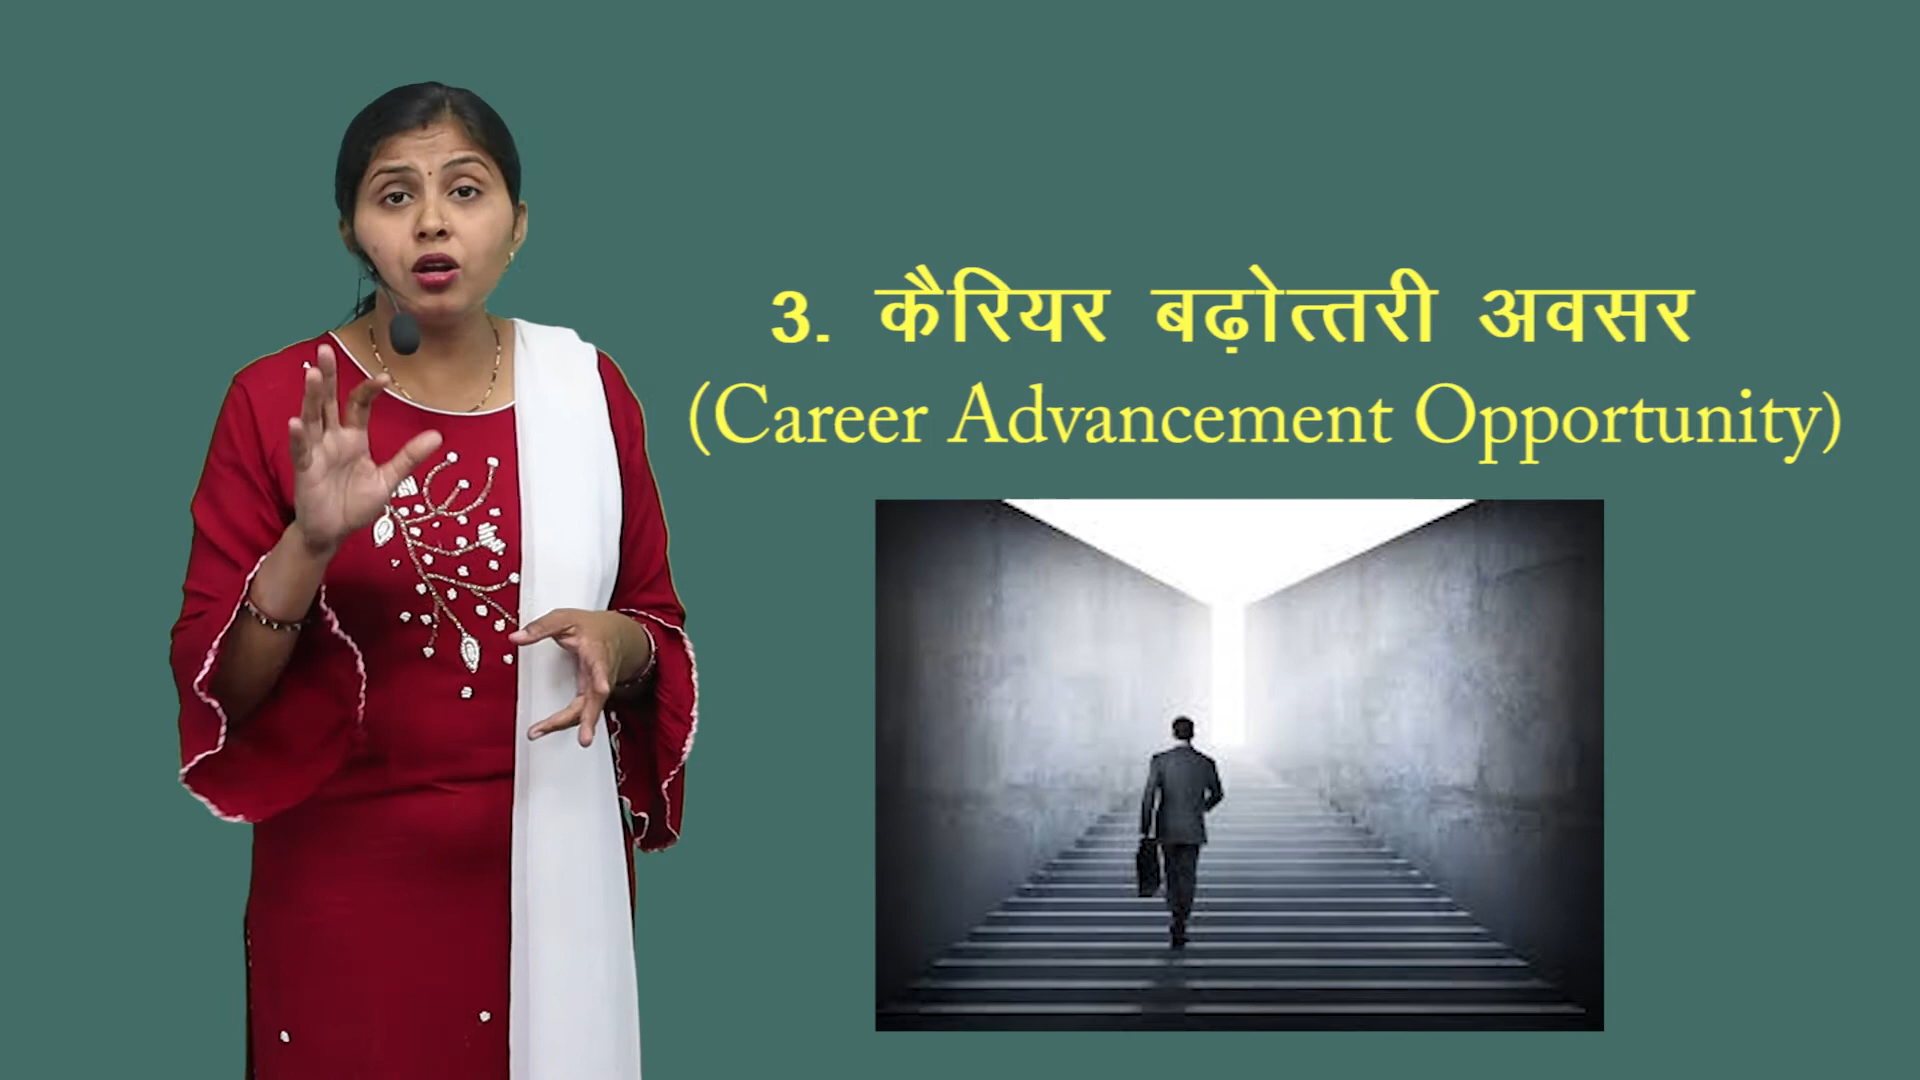 3. कैरियर बढ़ोत्तरी अवसर
(Career Advancement Opportunity)